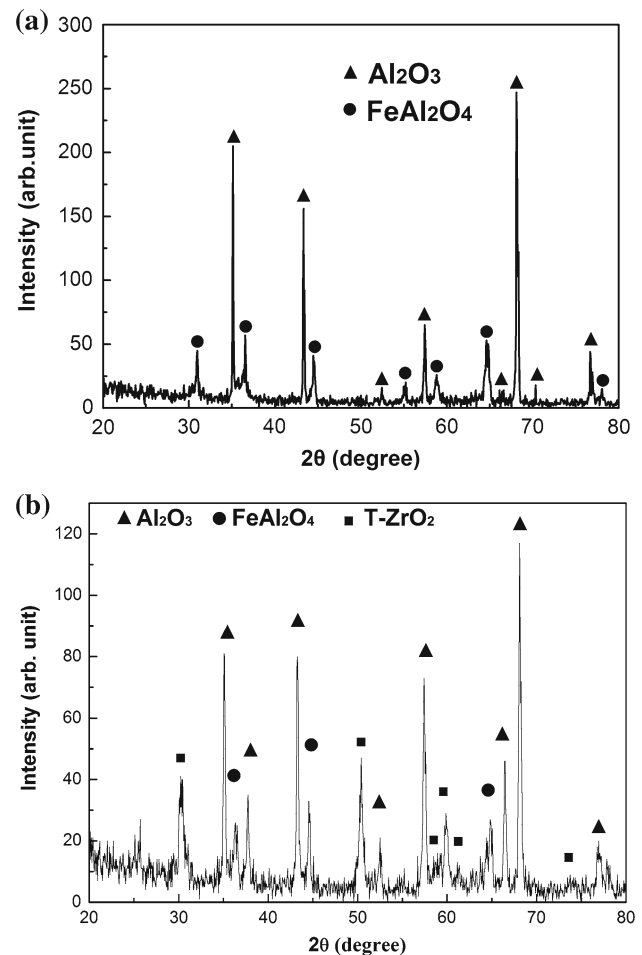 (a)
300
250
200
150
100
50
0
▲ Al2O3
● FeAl2O4
Intensity (arb.unit)
20 30 40 50 60 70 80
2θ (degree)
(b)
▲ Al2O3 ● FeAl2O4 ■ T-ZrO2
120
100
80
60
40
20
0
Intensity (arb. unit)
20 30 40 50 60 70 80
2θ (degree)